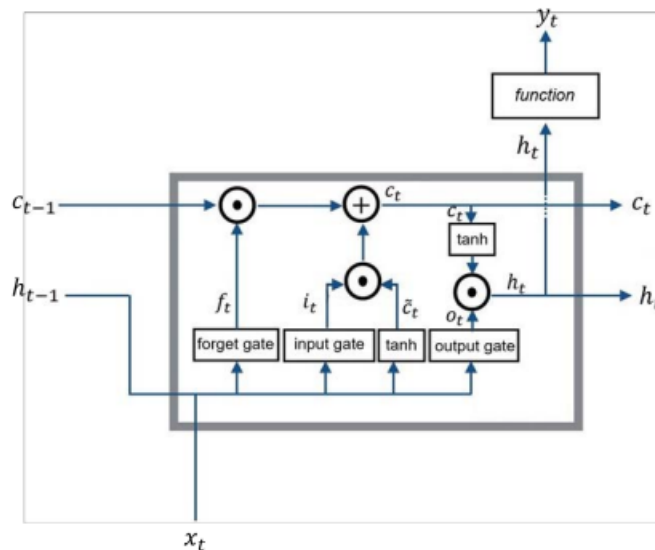 y_t
function
h_t
c_{t-1} c_t c_t
c_t
tanh
h_{t-1} h_t h
f_t i_t c̃_t o_t
forget gate input gate tanh output gate
x_t